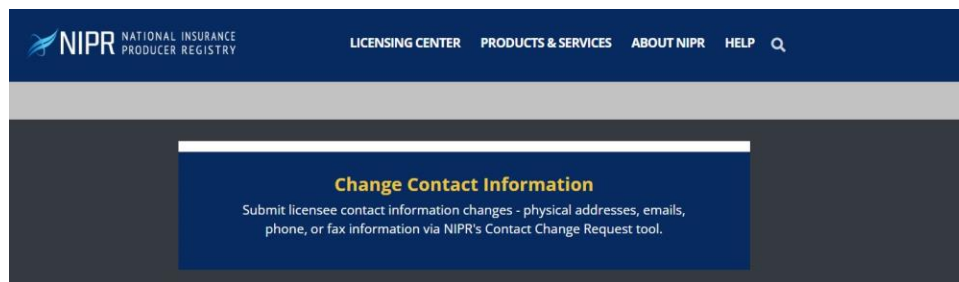 NIPR NATIONAL INSURANCE
PRODUCER REGISTRY
LICENSING CENTER PRODUCTS & SERVICES ABOUT NIPR HELP
Change Contact Information
Submit licensee contact information changes - physical addresses, emails,
phone, or fax information via NIPR's Contact Change Request tool.